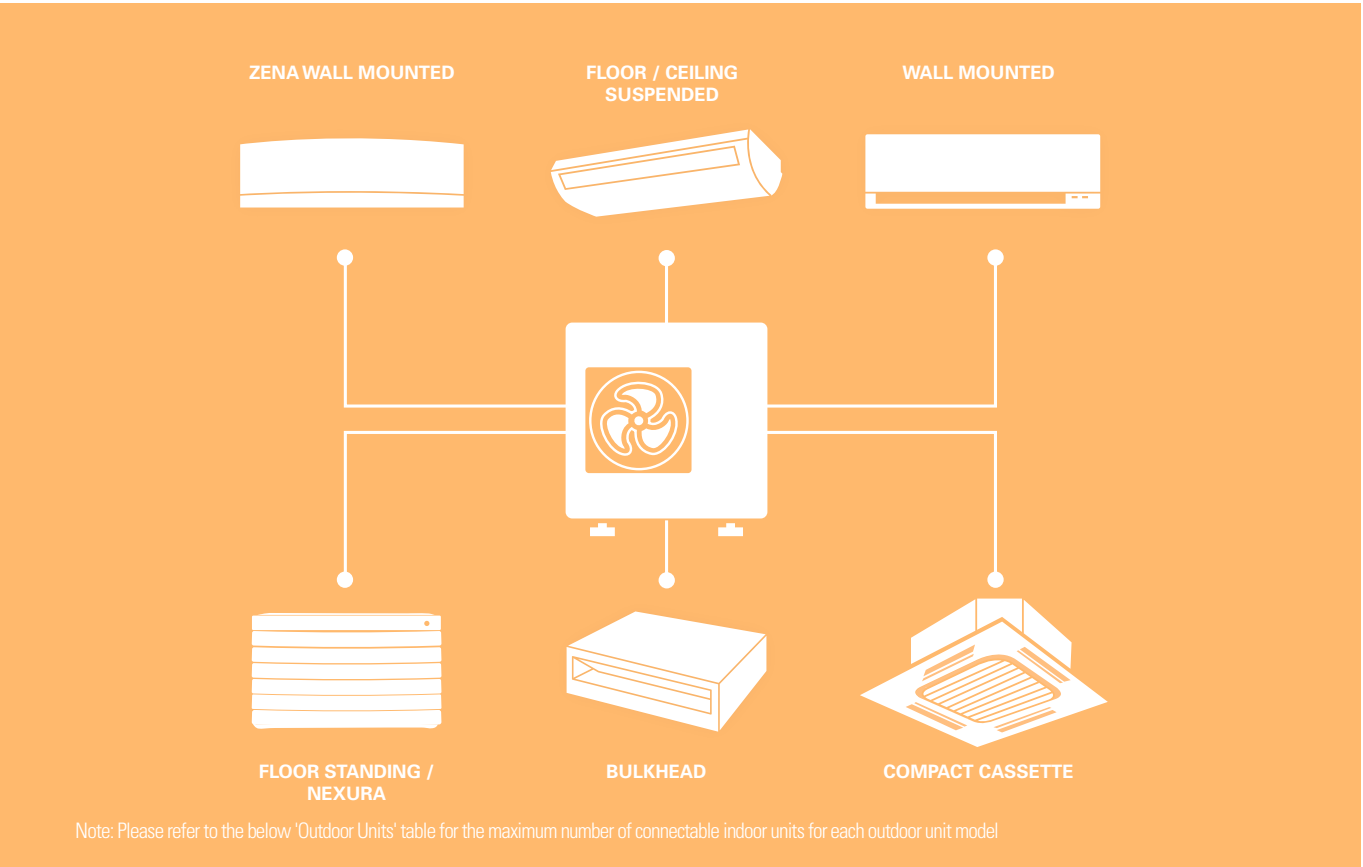 ZENA WALL MOUNTED
FLOOR / CEILING
SUSPENDED
WALL MOUNTED
FLOOR STANDING /
NEXURA
BULKHEAD
COMPACT CASSETTE
Note: Please refer to the below 'Outdoor Units' table for the maximum number of connectable indoor units for each outdoor unit model